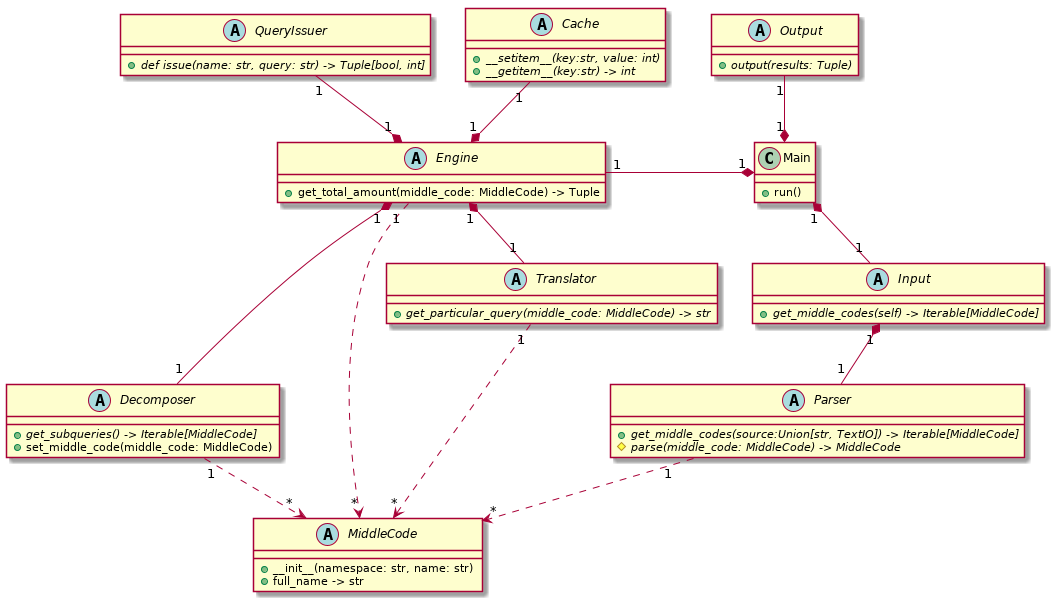 A QueryIssuer
def issue(name: str, query: str) -> Tuple[bool, int]
A Cache
__setitem__(key:str, value: int)
__getitem__(key:str) -> int
A Output
output(results: Tuple)
1
1
1
1
1
1
A Engine
get_total_amount(middle_code: MiddleCode) -> Tuple
1
1
C Main
run()
1
1
1
1
1
1
A Translator
get_particular_query(middle_code: MiddleCode) -> str
A Input
get_middle_codes(self) -> Iterable[MiddleCode]
1
1
1
1
A Decomposer
get_subqueries() -> Iterable[MiddleCode]
set_middle_code(middle_code: MiddleCode)
A Parser
get_middle_codes(source:Union[str, TextIO]) -> Iterable[MiddleCode]
parse(middle_code: MiddleCode) -> MiddleCode
1
1
*
*
*
*
A MiddleCode
__init__(namespace: str, name: str)
full_name -> str